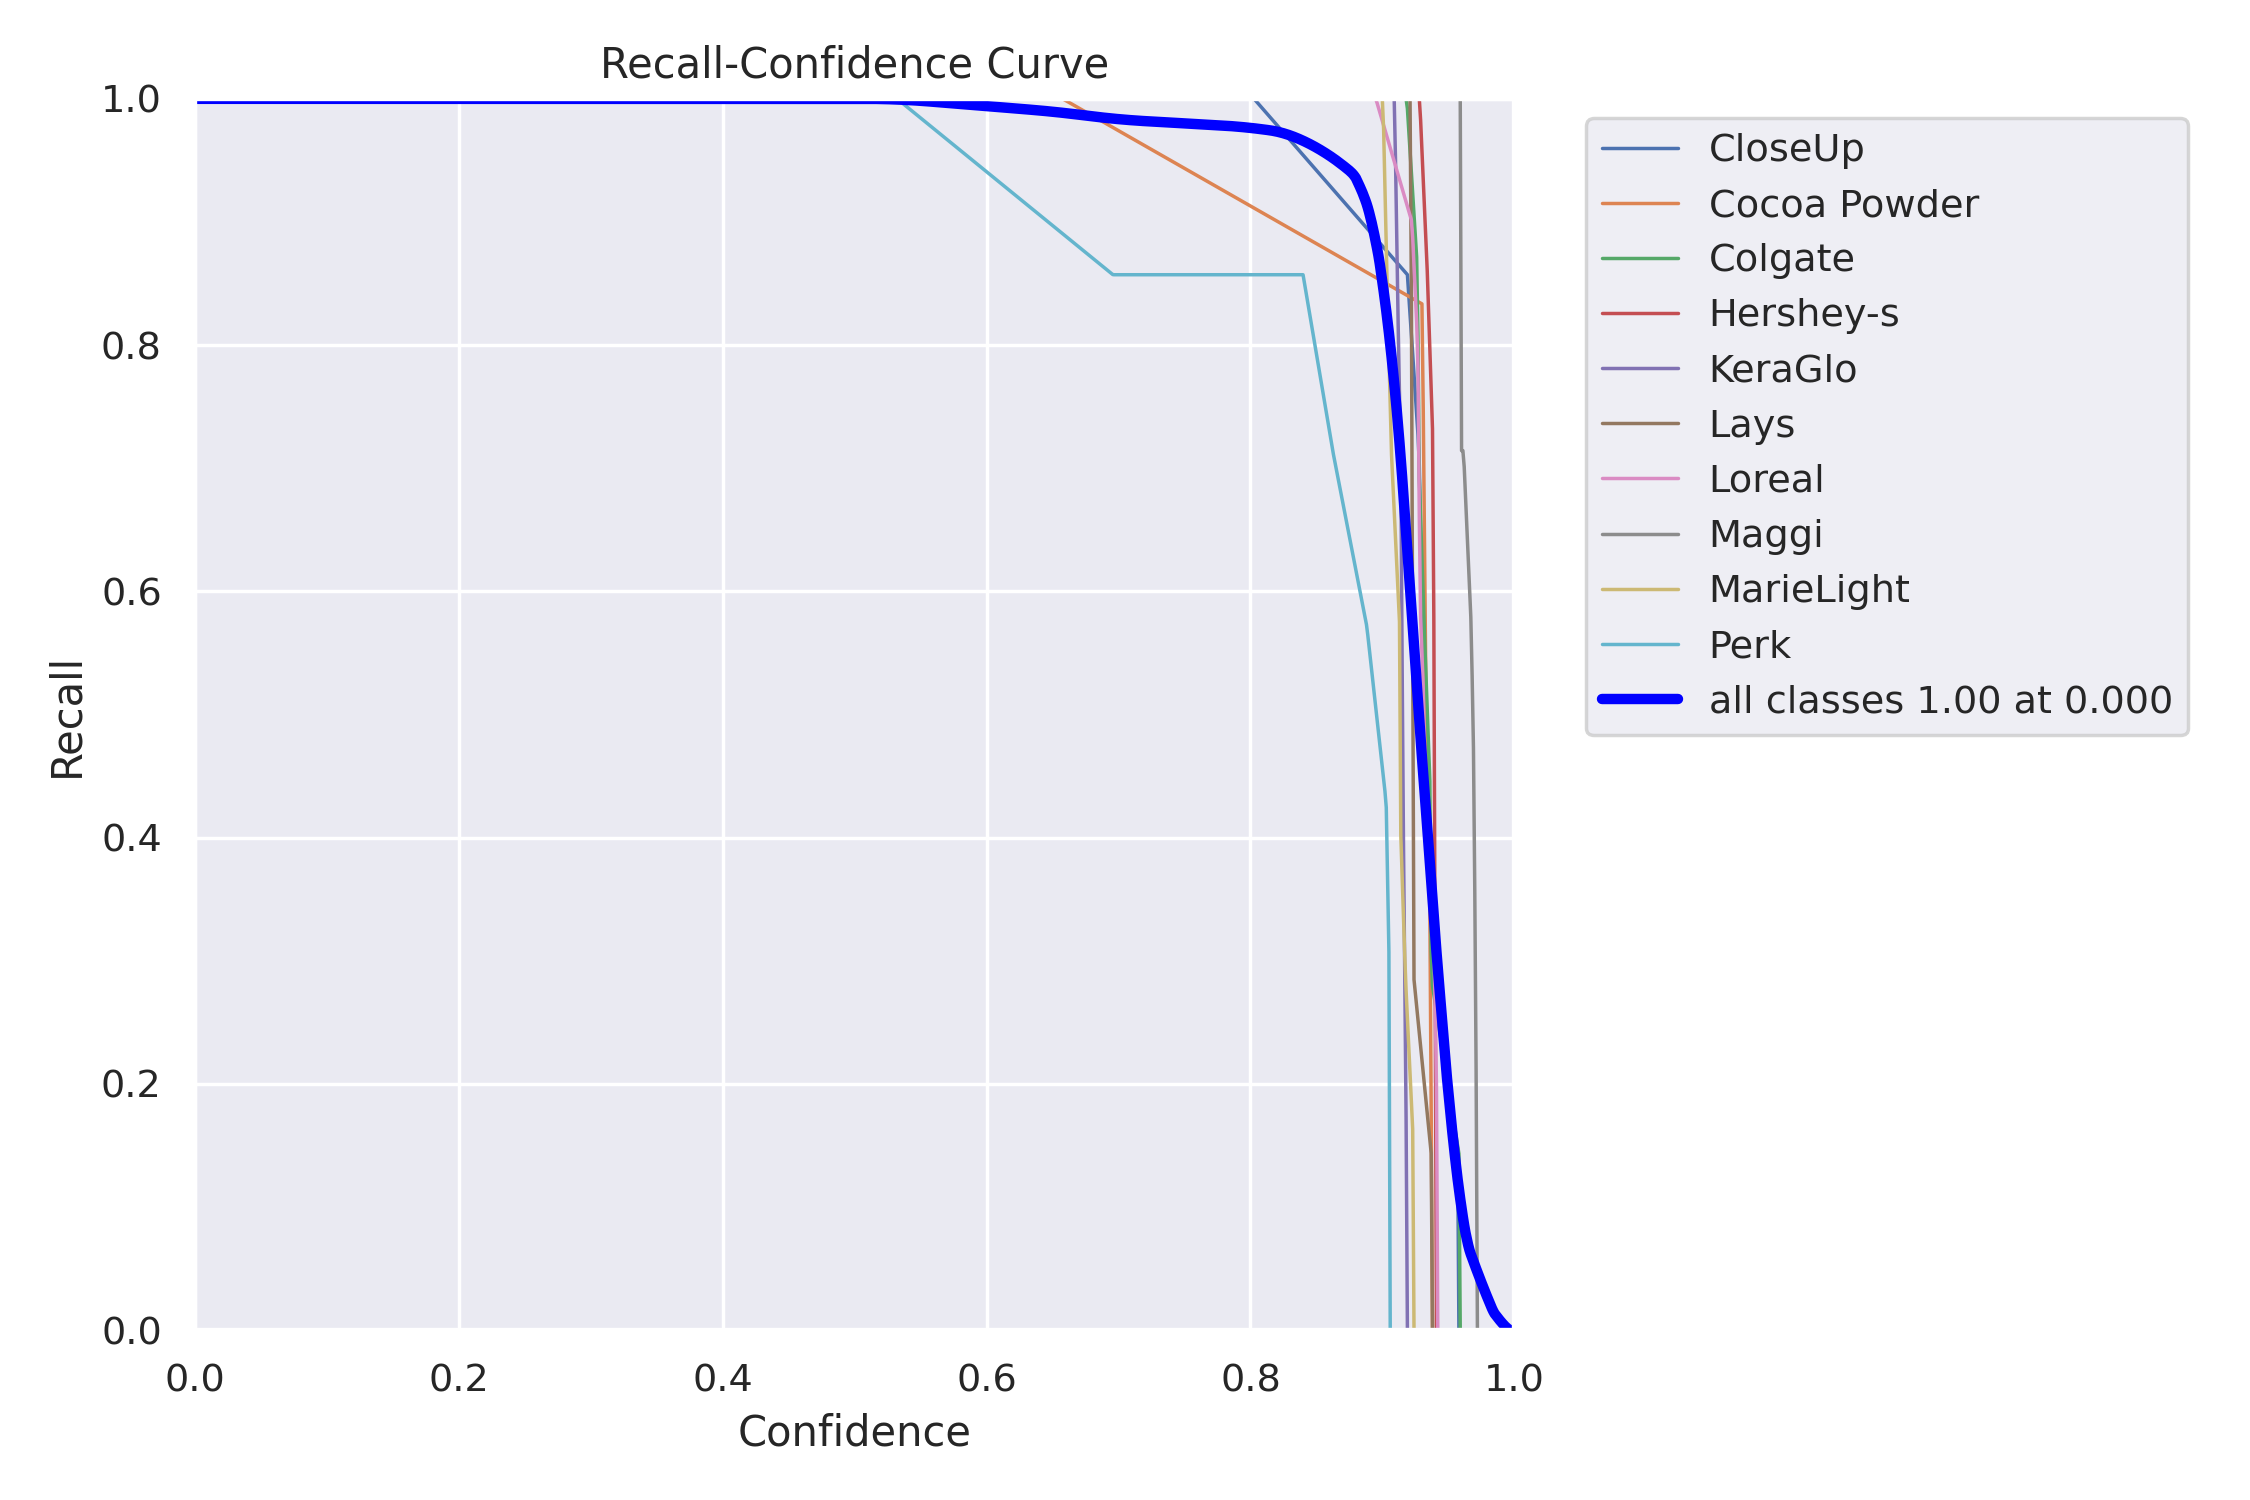 Recall-Confidence Curve
1.0
0.8
0.6
0.4
0.2
0.0
Recall
0.0 0.2 0.4 0.6 0.8 1.0
Confidence
CloseUp
Cocoa Powder
Colgate
Hershey-s
KeraGlo
Lays
Loreal
Maggi
MarieLight
Perk
all classes 1.00 at 0.000